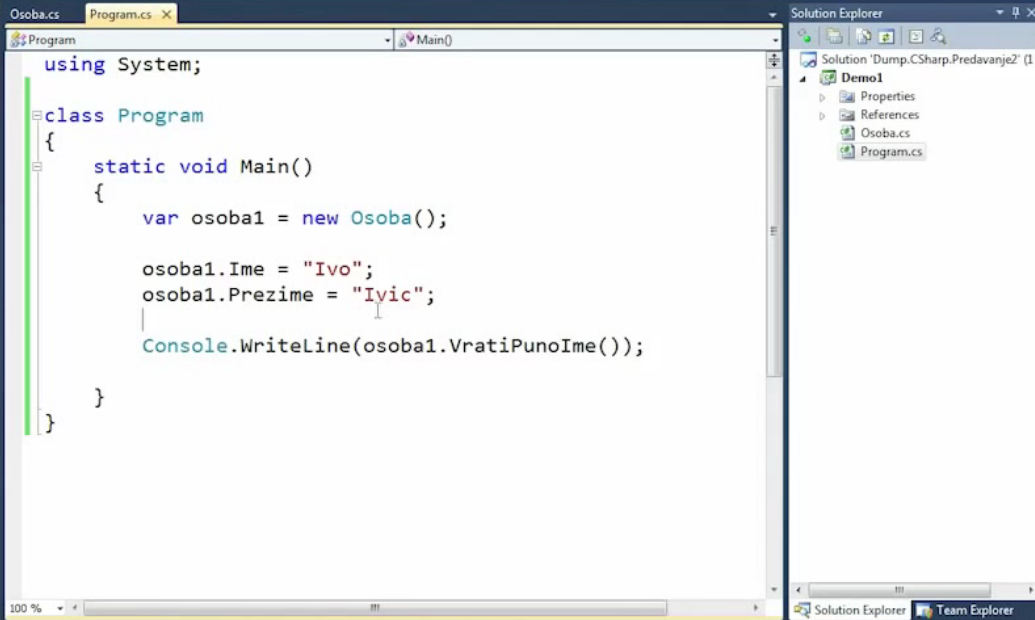 Osoba.cs
Program.cs
Solution Explorer
Program
Main()
using System;
class Program
{
static void Main()
{
var osoba1 = new Osoba();
osoba1.Ime = "Ivo";
osoba1.Prezime = "Ivic";
Console.WriteLine(osoba1.VratiPunoIme());
}
}
100 %
Solution 'Dump.CSharp.Predavanje2' (1
Demo1
Properties
References
Osoba.cs
Program.cs
Solution Explorer
Team Explorer